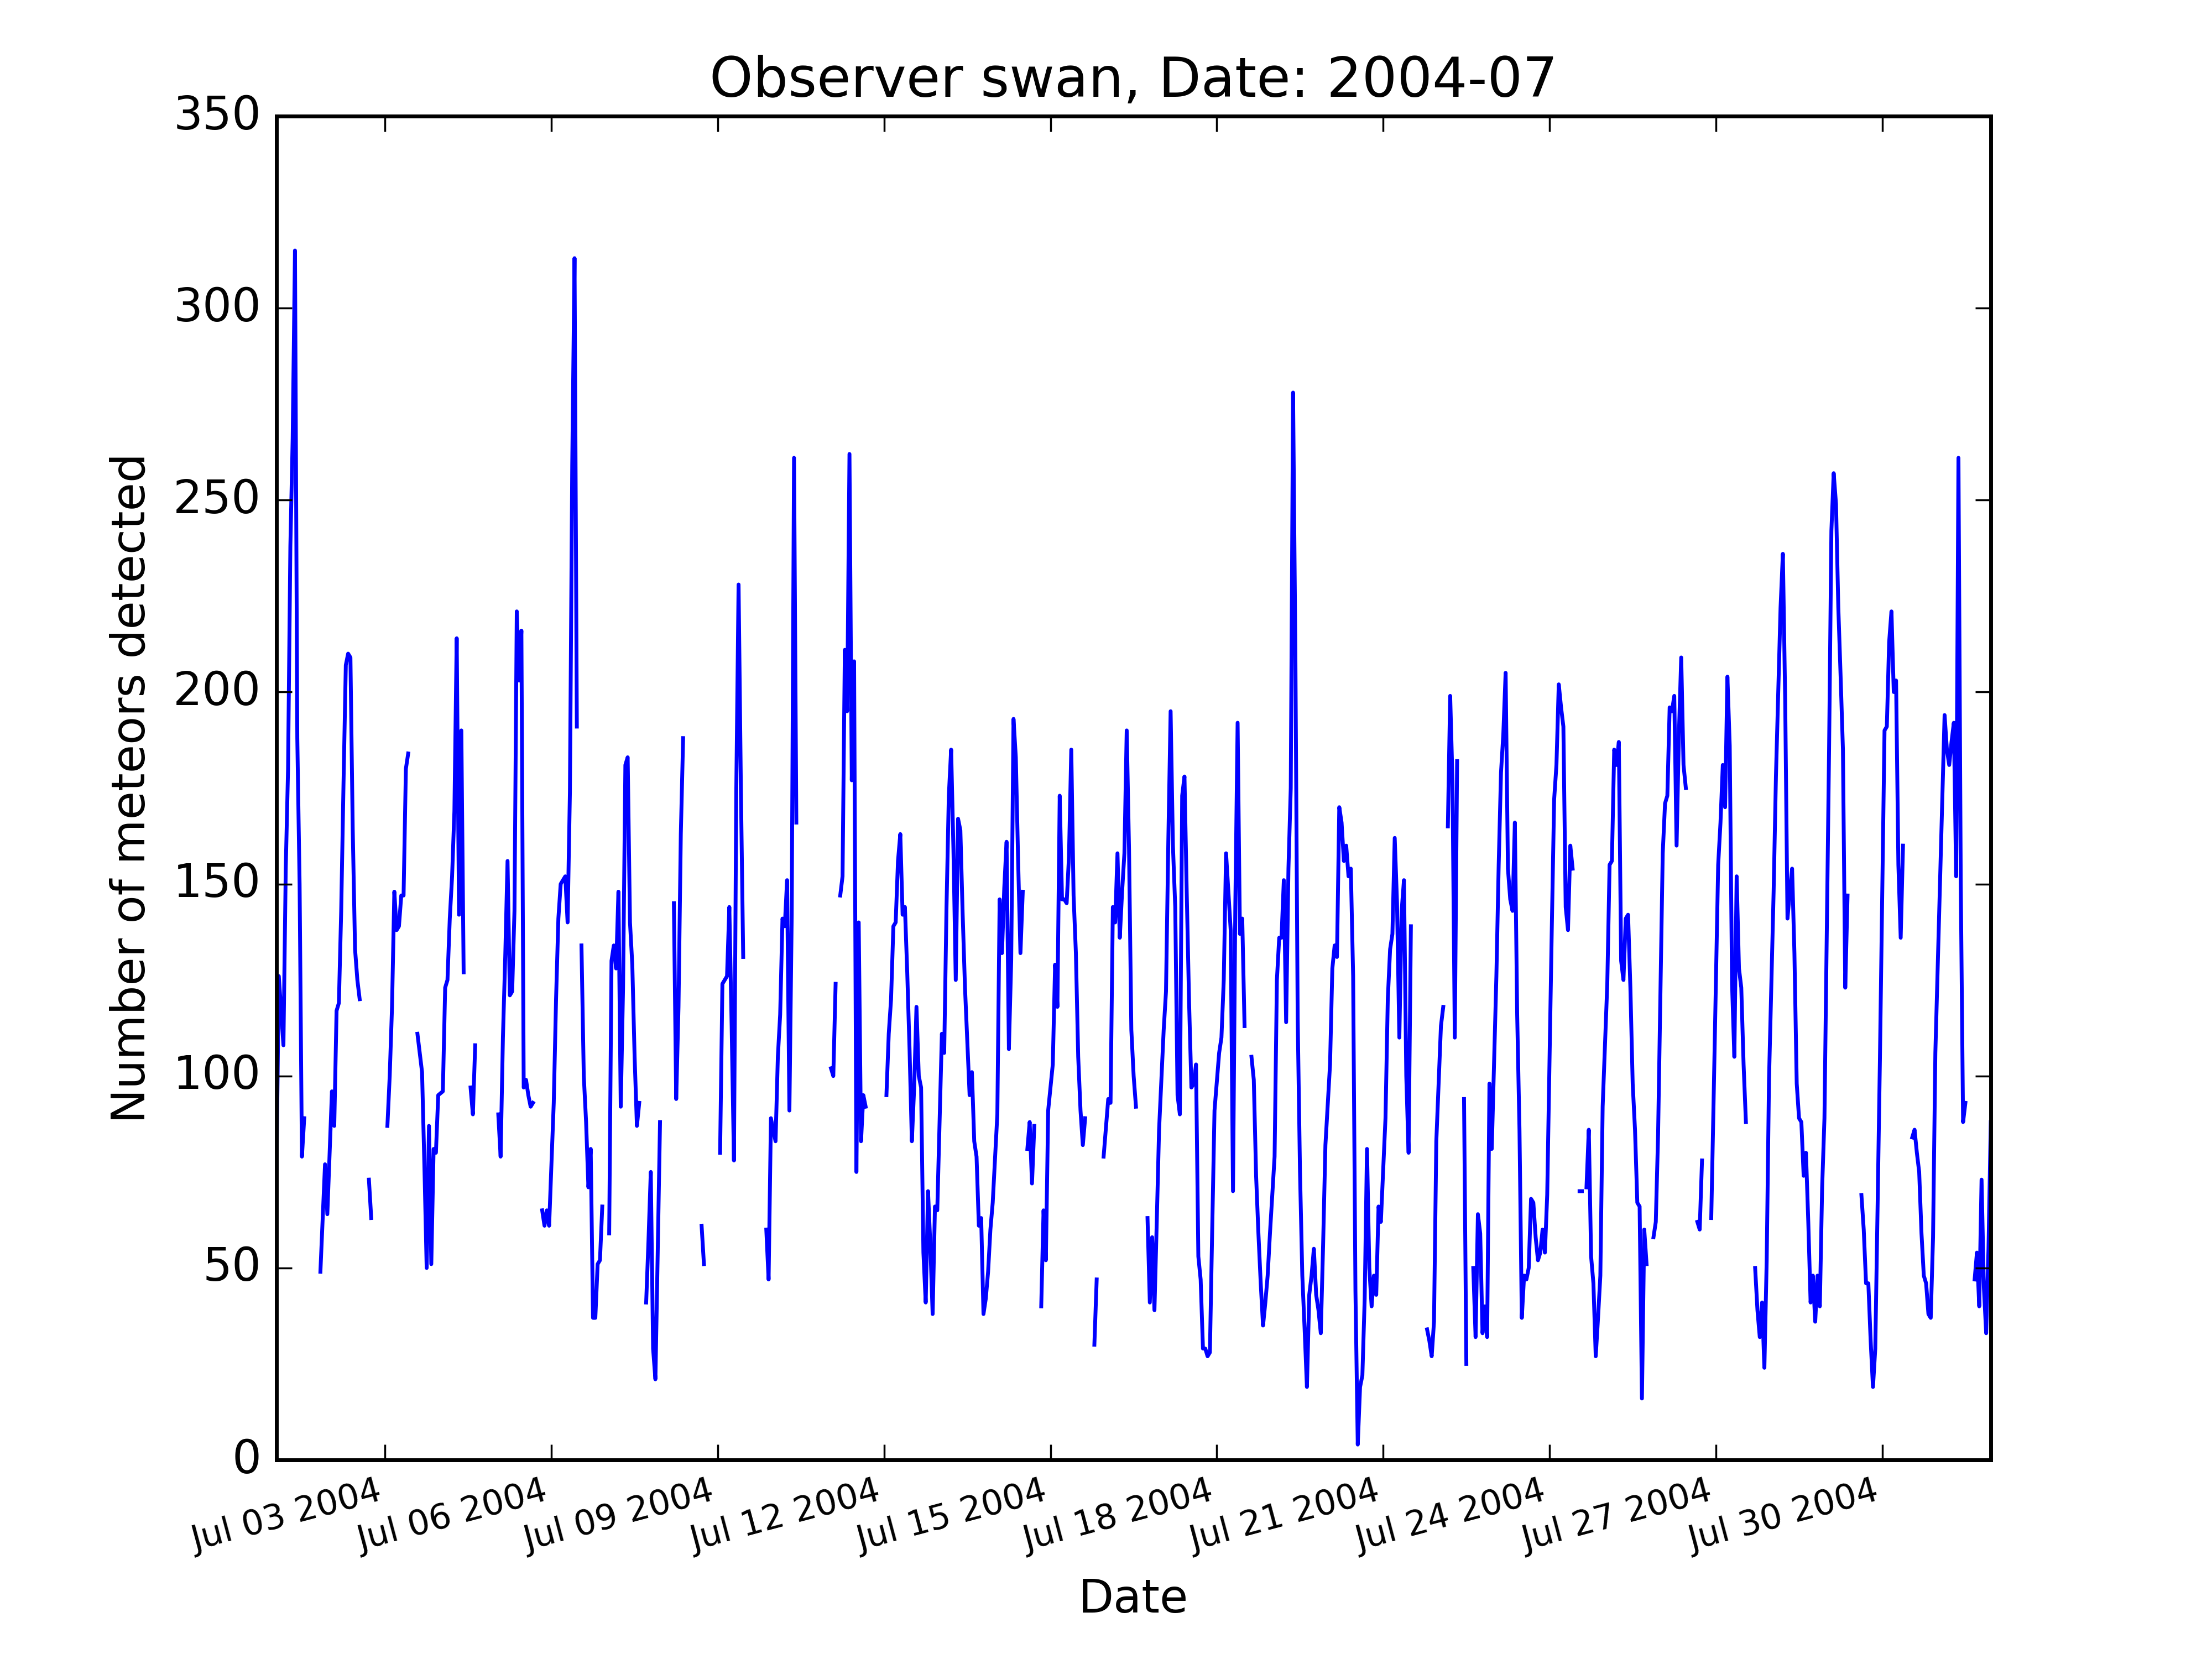 Observer swan, Date: 2004-07
Number of meteors detected
350
300
250
200
150
100
50
0
Jul 03 2004
Jul 06 2004
Jul 09 2004
Jul 12 2004
Jul 15 2004
Jul 18 2004
Jul 21 2004
Jul 24 2004
Jul 27 2004
Jul 30 2004
Date